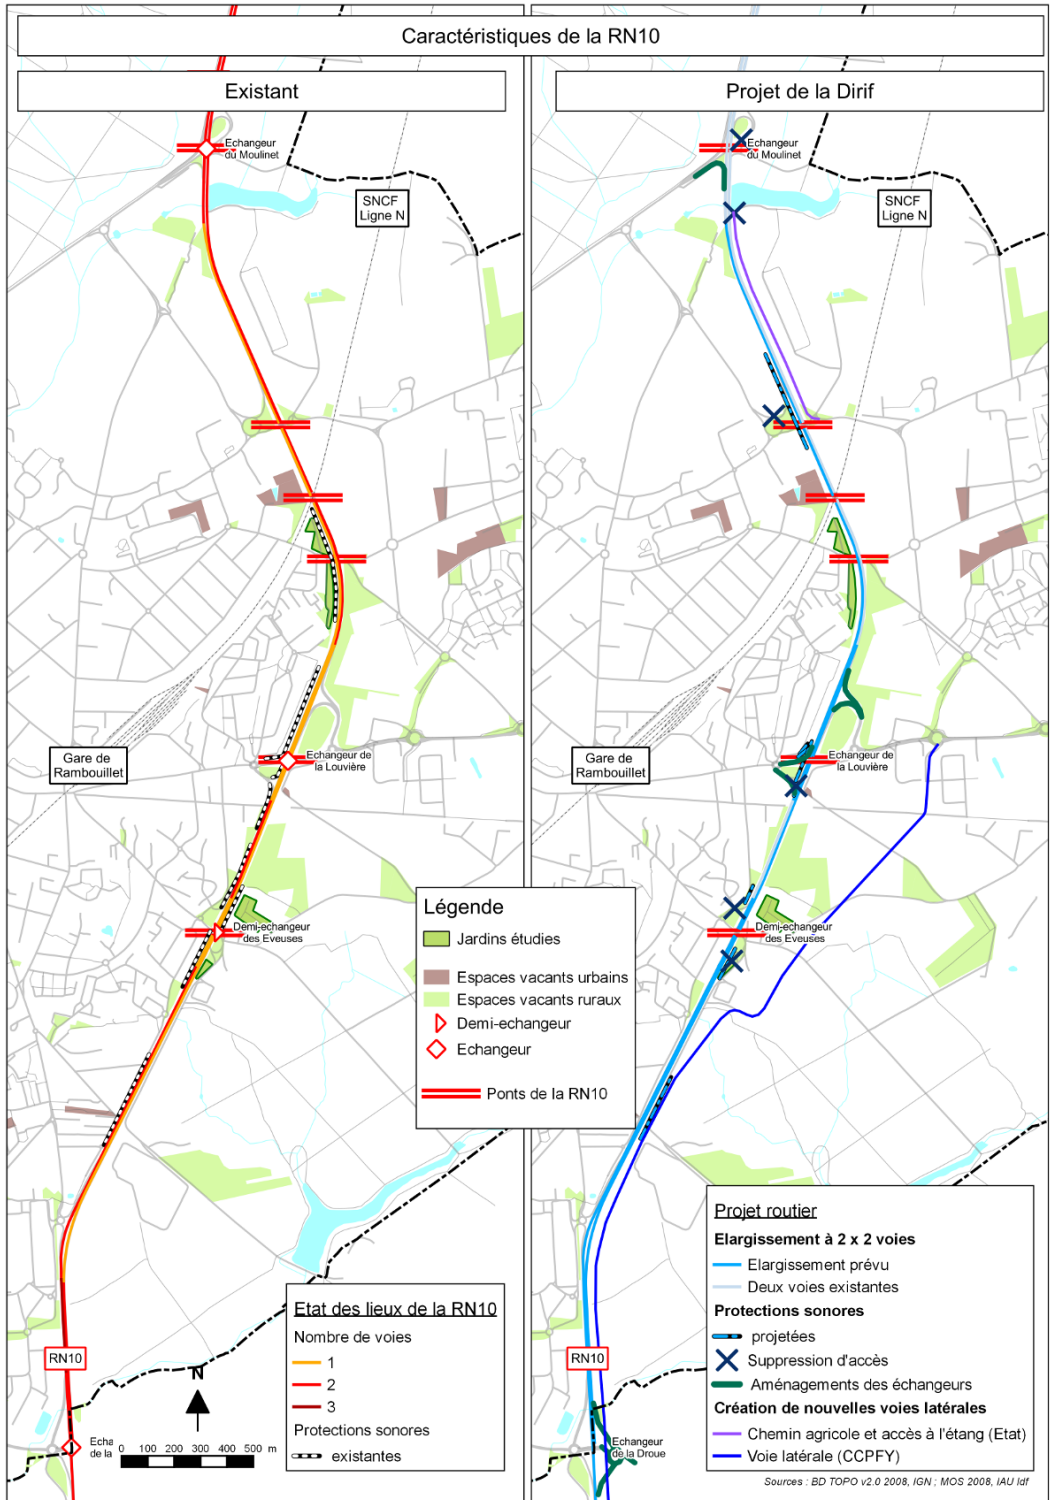 Caractéristiques de la RN10
Existant
Echangeur
du Moulinet
SNCF
Ligne N
Gare de
Rambouillet
Echangeur de
la Louvière
Demi-echangeur
des Eveuses
RN10
Echa
de la
N
0 100 200 300 400 500 m
Etat des lieux de la RN10
Nombre de voies
1
2
3
Protections sonores
existantes
Légende
Jardins étudies
Espaces vacants urbains
Espaces vacants ruraux
Demi-echangeur
Echangeur
Ponts de la RN10
Projet de la Dirif
Echangeur
du Moulinet
SNCF
Ligne N
Gare de
Rambouillet
Echangeur de
la Louvière
Demi-echangeur
des Eveuses
RN10
Echangeur
de la Droue
Projet routier
Elargissement à 2 x 2 voies
Elargissement prévu
Deux voies existantes
Protections sonores
projetées
Suppression d'accès
Aménagements des échangeurs
Création de nouvelles voies latérales
Chemin agricole et accès à l'étang (Etat)
Voie latérale (CCPFY)
Sources : BD TOPO v2.0 2008, IGN ; MOS 2008, IAU Idf